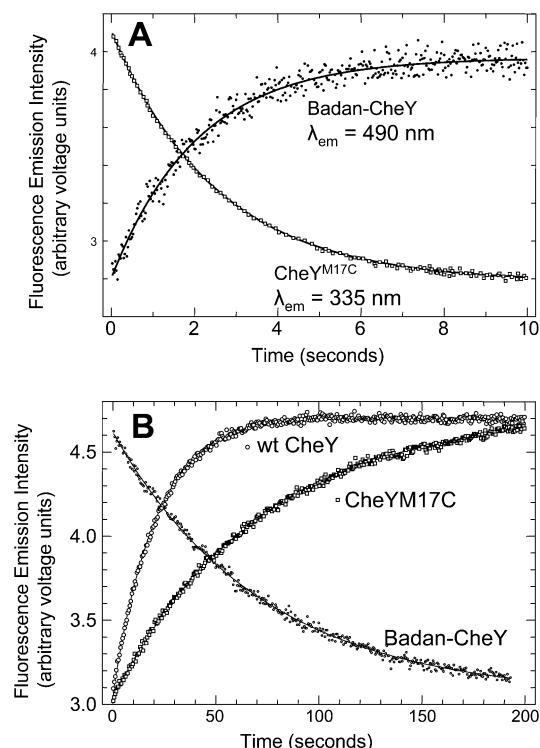 A
4
3
Fluorescence Emission Intensity
(arbitrary voltage units)
Badan-CheY
λem = 490 nm
CheYM17C
λem = 335 nm
0 2 4 6 8 10
Time (seconds)
B
4.5
4.0
3.5
3.0
Fluorescence Emission Intensity
(arbitrary voltage units)
wt CheY
CheYM17C
Badan-CheY
0 50 100 150 200
Time (seconds)